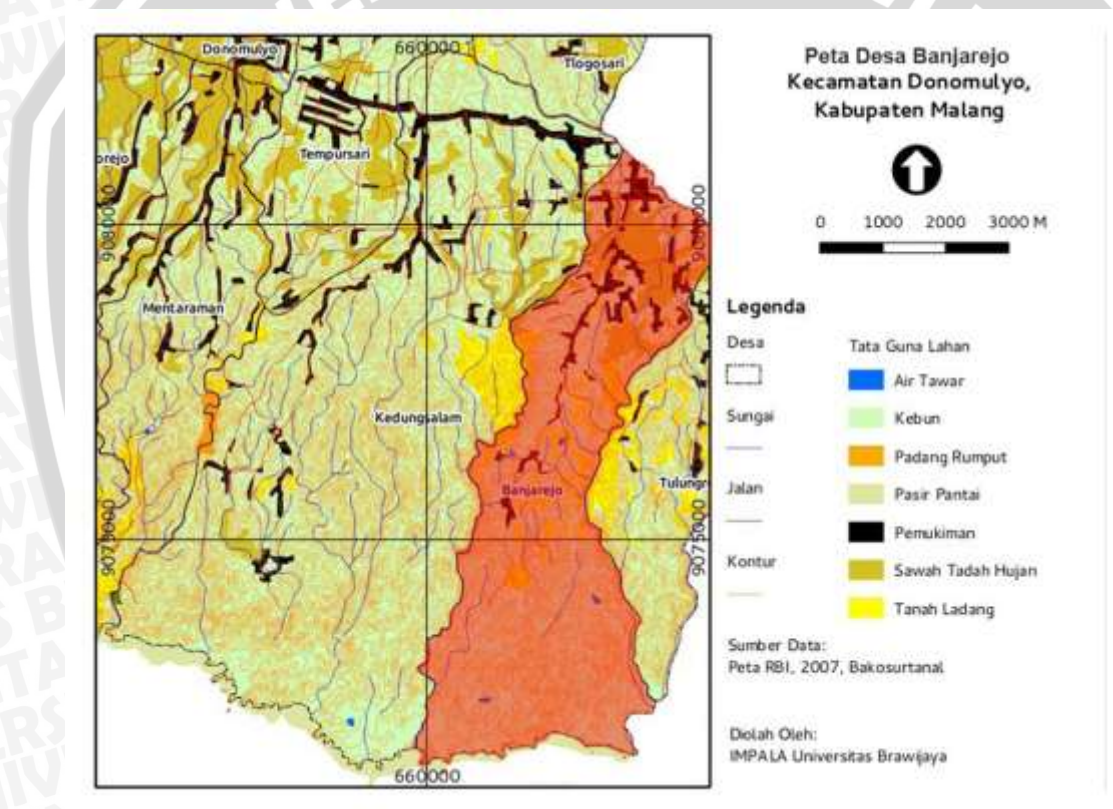 Peta Desa Banjarejo
Kecamatan Donomulyo,
Kabupaten Malang
0 1000 2000 3000 M
Legenda
Desa
Sungai
Jalan
Kontur
Tata Guna Lahan
Air Tawar
Kebun
Padang Rumput
Pasir Pantai
Pemukiman
Sawah Tadah Hujan
Tanah Ladang
Sumber Data:
Peta RBI, 2007, Bakosurtanal
Diolah Oleh:
IMPALA Universitas Brawijaya
Donomulyo
660000
Tlogosari
orejo
Tempursari
9080000
9080000
Mentaraman
Kedungsalam
Banjarejo
Tulungr
9075000
9075000
660000